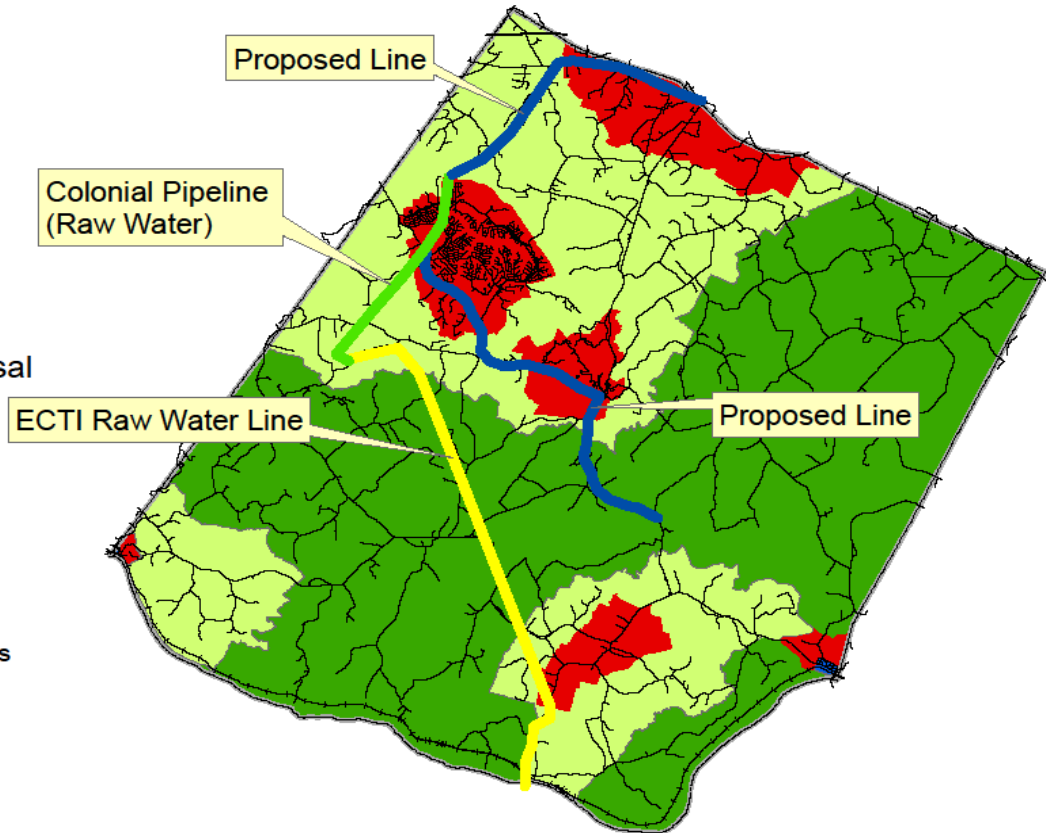 Proposed Line
Colonial Pipeline
(Raw Water)
sal
ECTI Raw Water Line
Proposed Line
s